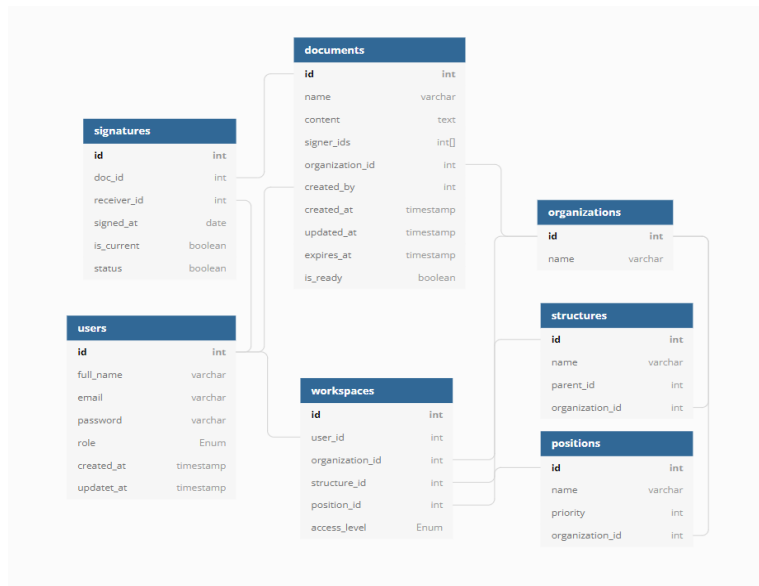 documents
id int
name varchar
content text
signer_ids int[]
organization_id int
created_by int
created_at timestamp
updated_at timestamp
expires_at timestamp
is_ready boolean
signatures
id int
doc_id int
receiver_id int
signed_at date
is_current boolean
status boolean
organizations
id int
name varchar
users
id int
full_name varchar
email varchar
password varchar
role Enum
created_at timestamp
updatet_at timestamp
structures
id int
name varchar
parent_id int
organization_id int
workspaces
id int
user_id int
organization_id int
structure_id int
position_id int
access_level Enum
positions
id int
name varchar
priority int
organization_id int